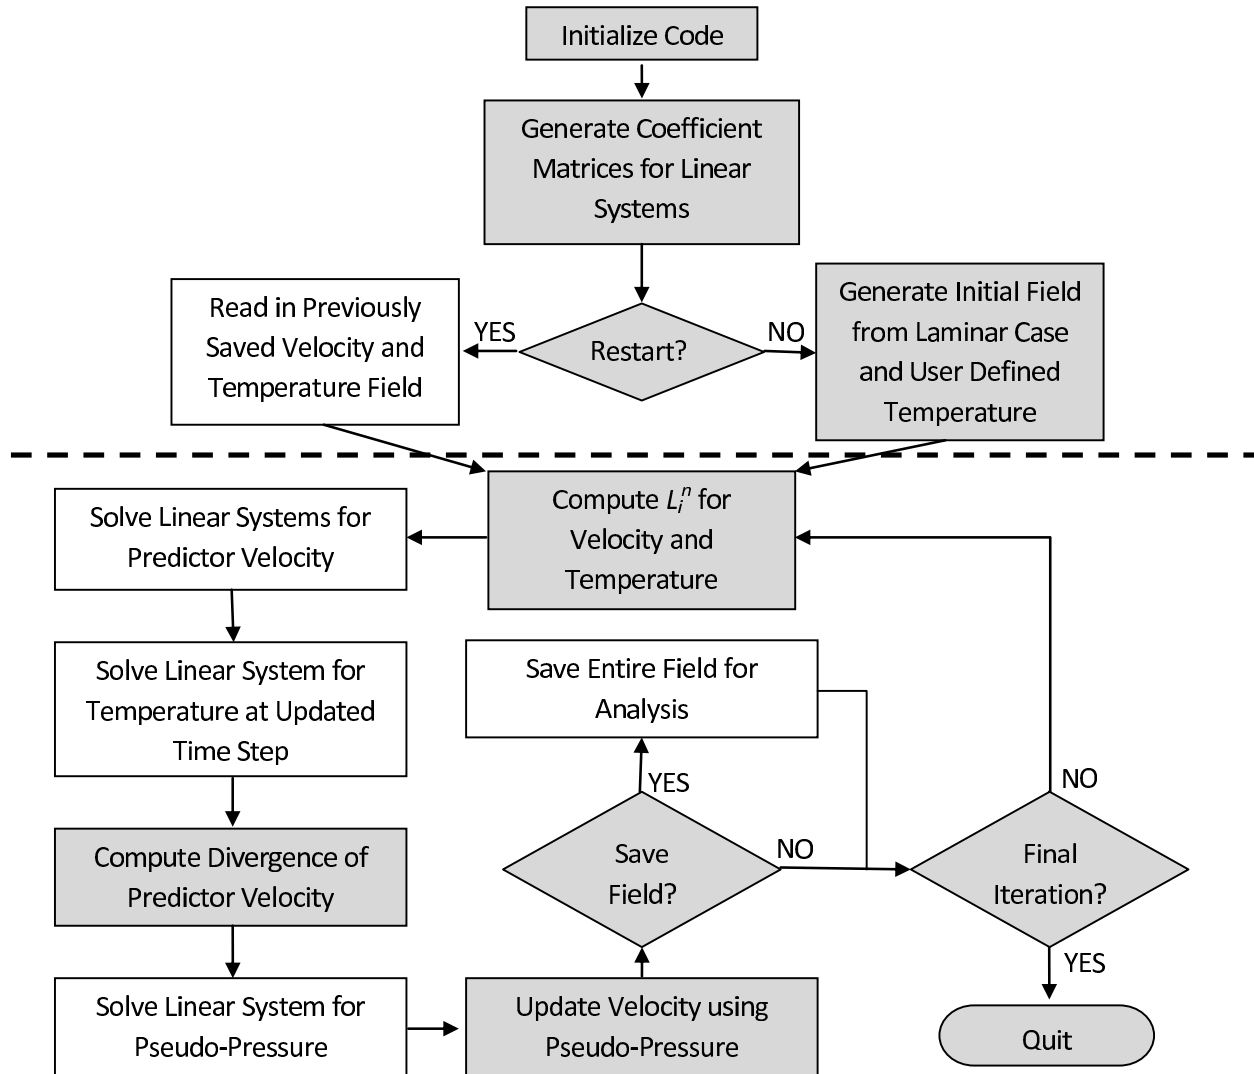 Initialize Code
Generate Coefficient
Matrices for Linear
Systems
Read in Previously
Saved Velocity and
Temperature Field
YES
Restart?
NO
Generate Initial Field
from Laminar Case
and User Defined
Temperature
Compute Lᵢⁿ for
Velocity and
Temperature
Solve Linear Systems for
Predictor Velocity
Solve Linear System for
Temperature at Updated
Time Step
Compute Divergence of
Predictor Velocity
Solve Linear System for
Pseudo-Pressure
Update Velocity using
Pseudo-Pressure
Save
Field?
YES
Save Entire Field for
Analysis
NO
Final
Iteration?
NO
YES
Quit